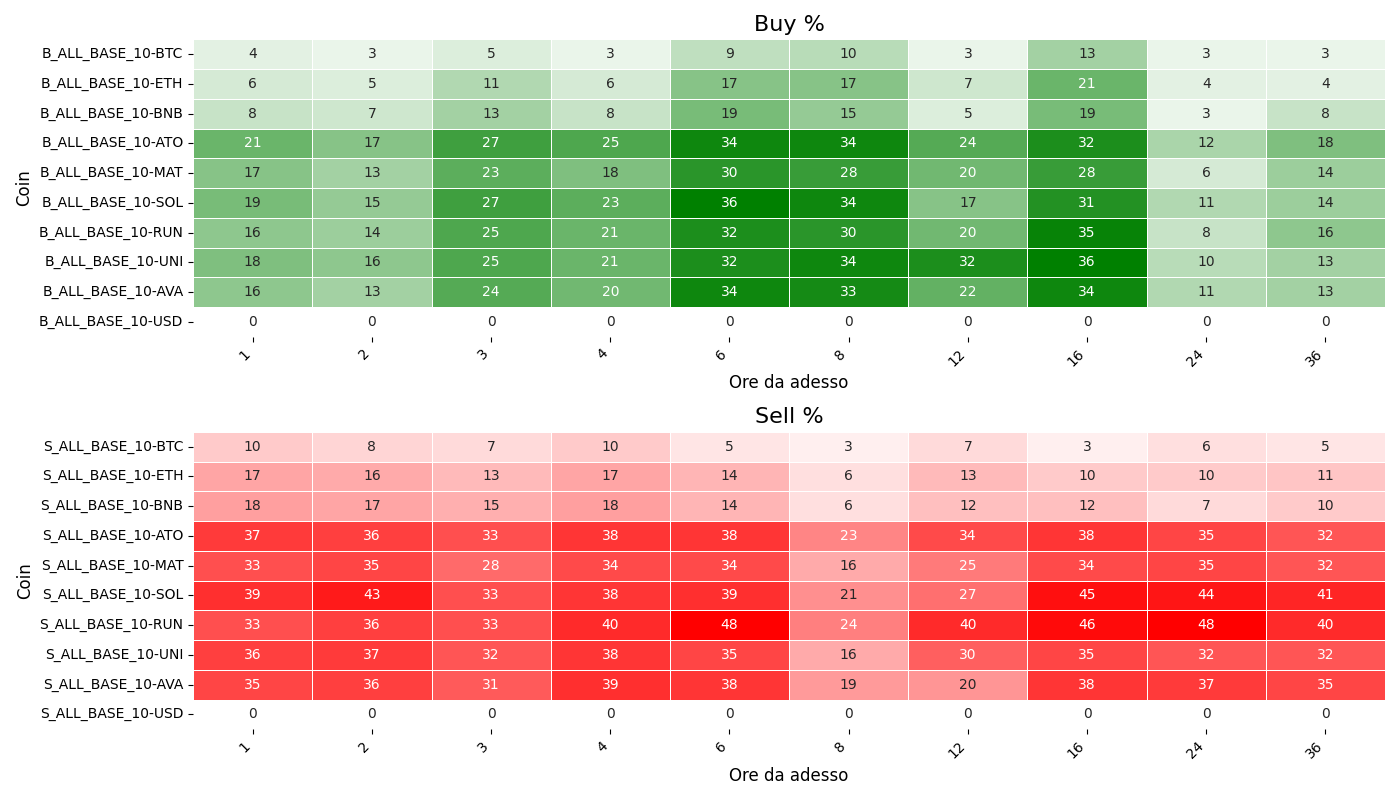 Buy %
Coin
B_ALL_BASE_10-BTC 4 3 5 3 9 10 3 13 3 3
B_ALL_BASE_10-ETH 6 5 11 6 17 17 7 21 4 4
B_ALL_BASE_10-BNB 8 7 13 8 19 15 5 19 3 8
B_ALL_BASE_10-ATO 21 17 27 25 34 34 24 32 12 18
B_ALL_BASE_10-MAT 17 13 23 18 30 28 20 28 6 14
B_ALL_BASE_10-SOL 19 15 27 23 36 34 17 31 11 14
B_ALL_BASE_10-RUN 16 14 25 21 32 30 20 35 8 16
B_ALL_BASE_10-UNI 18 16 25 21 32 34 32 36 10 13
B_ALL_BASE_10-AVA 16 13 24 20 34 33 22 34 11 13
B_ALL_BASE_10-USD 0 0 0 0 0 0 0 0 0 0
1 2 3 4 6 8 12 16 24 36
Ore da adesso
Sell %
Coin
S_ALL_BASE_10-BTC 10 8 7 10 5 3 7 3 6 5
S_ALL_BASE_10-ETH 17 16 13 17 14 6 13 10 10 11
S_ALL_BASE_10-BNB 18 17 15 18 14 6 12 12 7 10
S_ALL_BASE_10-ATO 37 36 33 38 38 23 34 38 35 32
S_ALL_BASE_10-MAT 33 35 28 34 34 16 25 34 35 32
S_ALL_BASE_10-SOL 39 43 33 38 39 21 27 45 44 41
S_ALL_BASE_10-RUN 33 36 33 40 48 24 40 46 48 40
S_ALL_BASE_10-UNI 36 37 32 38 35 16 30 35 32 32
S_ALL_BASE_10-AVA 35 36 31 39 38 19 20 38 37 35
S_ALL_BASE_10-USD 0 0 0 0 0 0 0 0 0 0
1 2 3 4 6 8 12 16 24 36
Ore da adesso